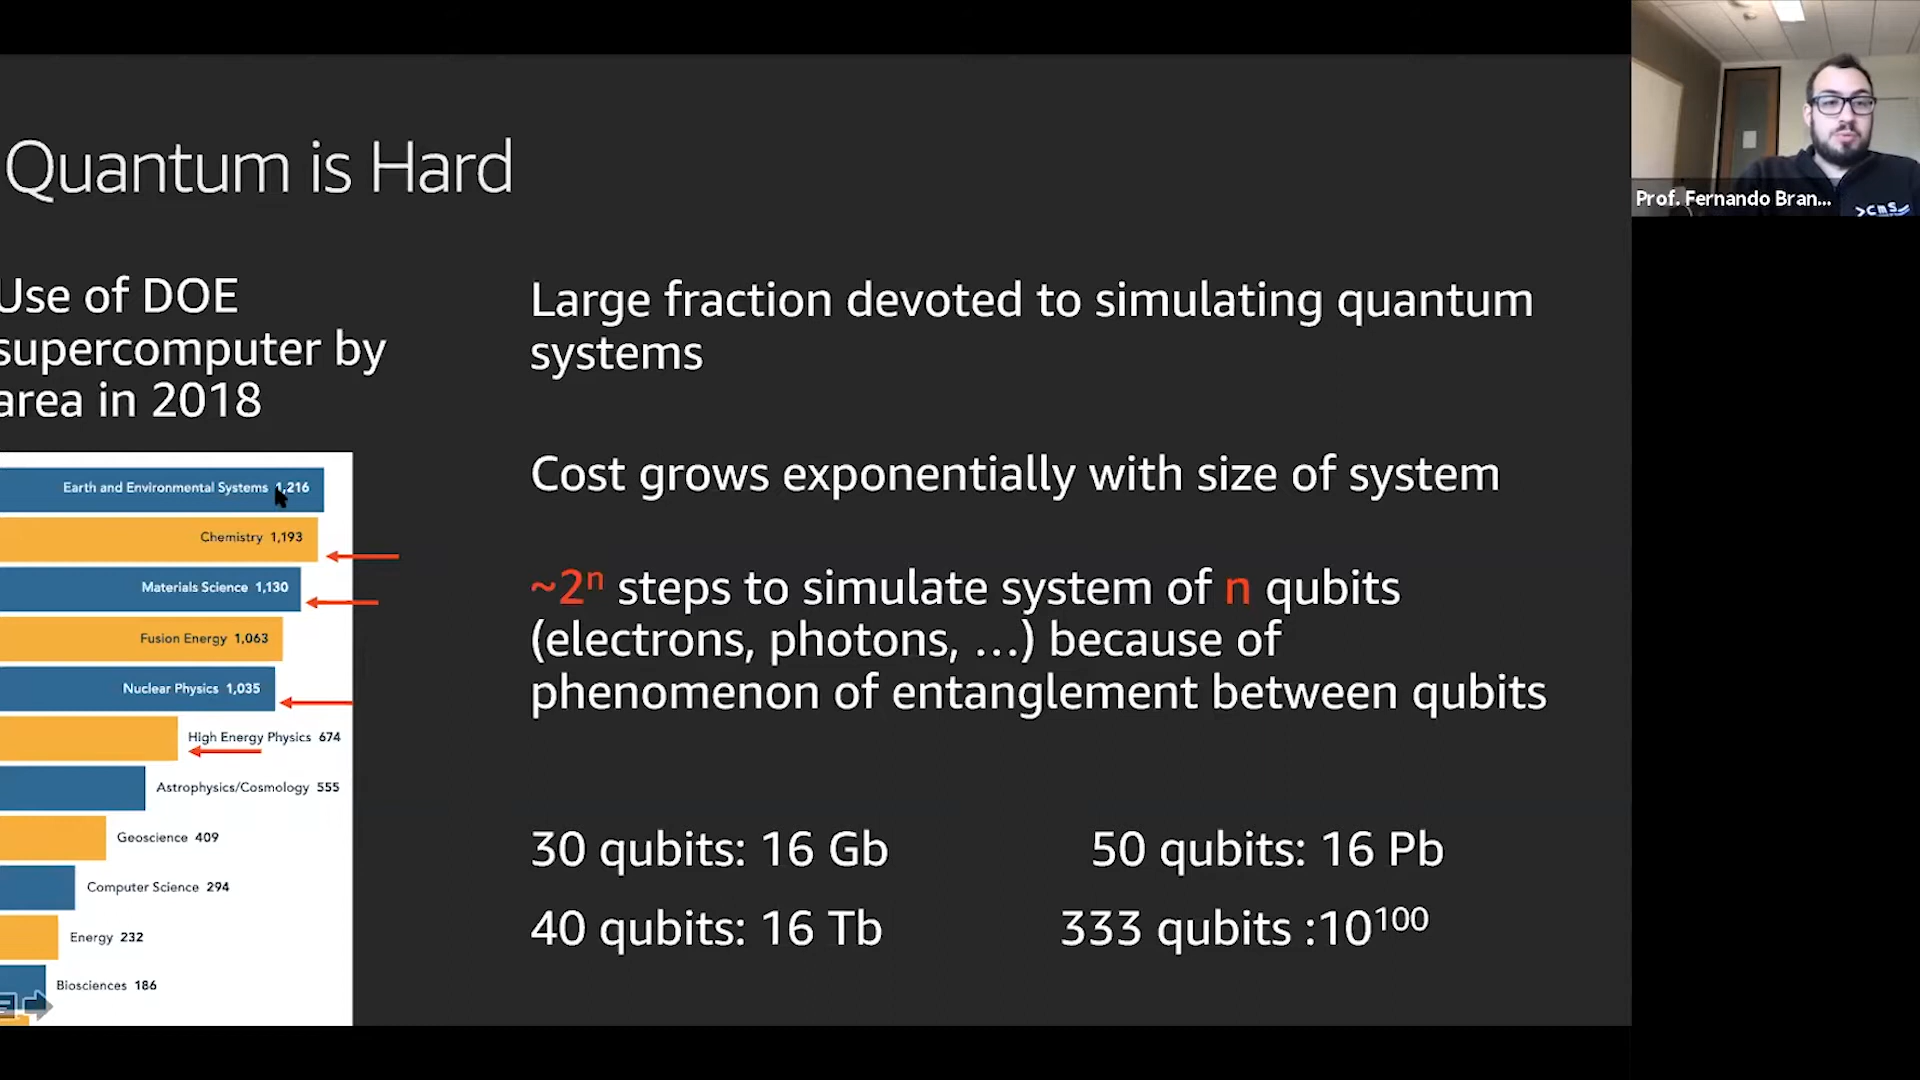 Quantum is Hard
Use of DOE
supercomputer by
area in 2018
Earth and Environmental Systems 1,216
Chemistry 1,193
Materials Science 1,130
Fusion Energy 1,063
Nuclear Physics 1,035
High Energy Physics 674
Astrophysics/Cosmology 555
Geoscience 409
Computer Science 294
Energy 232
Biosciences 186
Large fraction devoted to simulating quantum
systems
Cost grows exponentially with size of system
~2ⁿ steps to simulate system of n qubits
(electrons, photons, ...) because of
phenomenon of entanglement between qubits
30 qubits: 16 Gb
50 qubits: 16 Pb
40 qubits: 16 Tb
333 qubits :10¹⁰⁰
Prof. Fernando Bran...
>cms